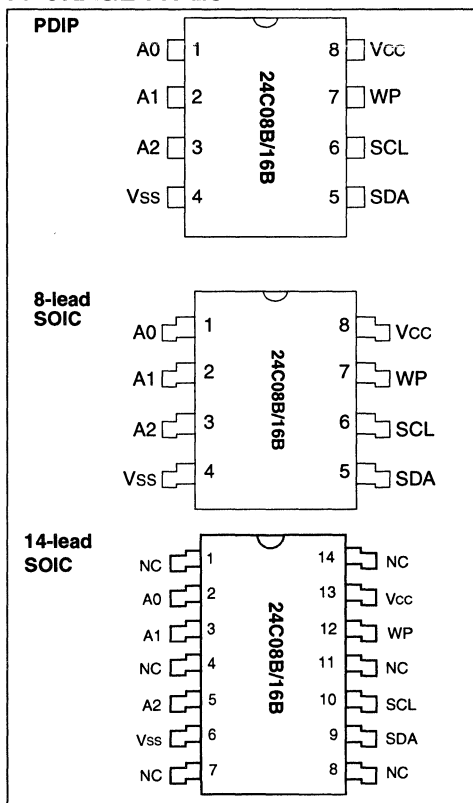 PDIP
A0 1 8 VCC
A1 2 7 WP
A2 3 6 SCL
VSS 4 5 SDA
24C08B/16B
8-lead
SOIC
A0 1 8 VCC
A1 2 7 WP
A2 3 6 SCL
VSS 4 5 SDA
24C08B/16B
14-lead
SOIC
NC 1 14 NC
A0 2 13 VCC
A1 3 12 WP
NC 4 11 NC
A2 5 10 SCL
VSS 6 9 SDA
NC 7 8 NC
24C08B/16B